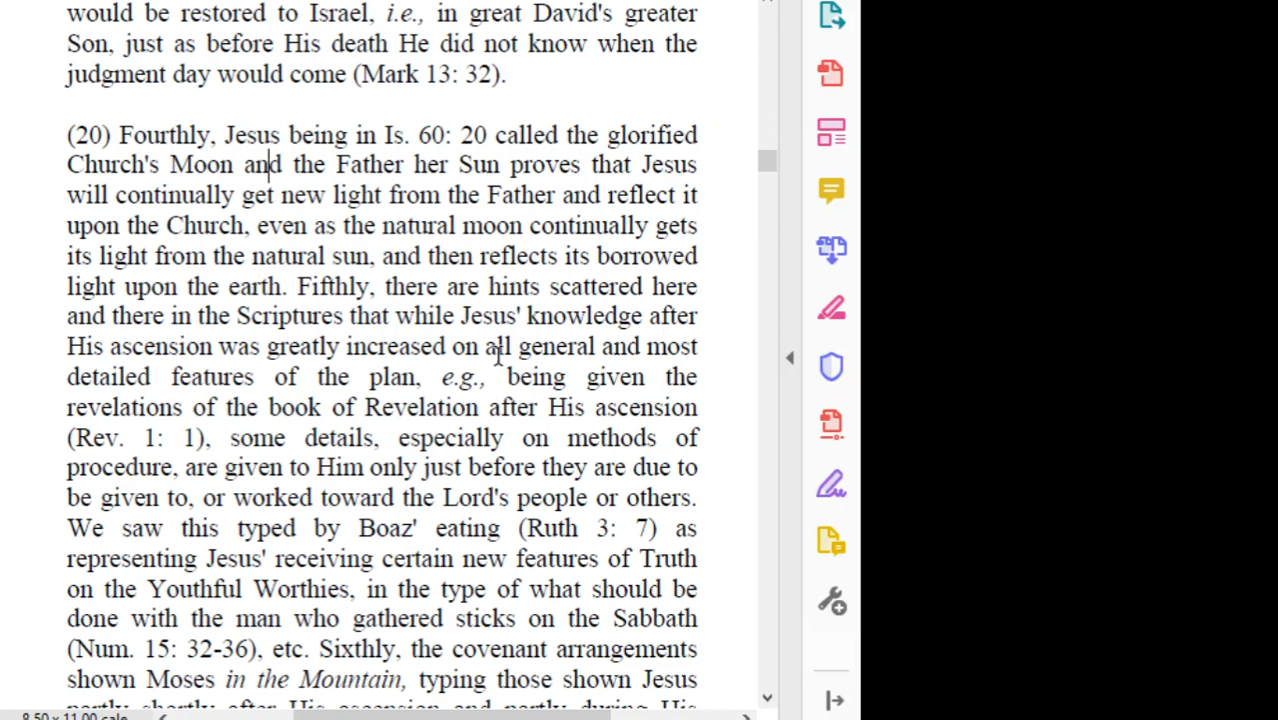 would be restored to Israel, i.e., in great David's greater
Son, just as before His death He did not know when the
judgment day would come (Mark 13: 32).
(20) Fourthly, Jesus being in Is. 60: 20 called the glorified
Church's Moon and the Father her Sun proves that Jesus
will continually get new light from the Father and reflect it
upon the Church, even as the natural moon continually gets
its light from the natural sun, and then reflects its borrowed
light upon the earth. Fifthly, there are hints scattered here
and there in the Scriptures that while Jesus' knowledge after
His ascension was greatly increased on all general and most
detailed features of the plan, e.g., being given the
revelations of the book of Revelation after His ascension
(Rev. 1: 1), some details, especially on methods of
procedure, are given to Him only just before they are due to
be given to, or worked toward the Lord's people or others.
We saw this typed by Boaz' eating (Ruth 3: 7) as
representing Jesus' receiving certain new features of Truth
on the Youthful Worthies, in the type of what should be
done with the man who gathered sticks on the Sabbath
(Num. 15: 32-36), etc. Sixthly, the covenant arrangements
shown Moses in the Mountain, typing those shown Jesus
partly shortly after His ascension and partly during His